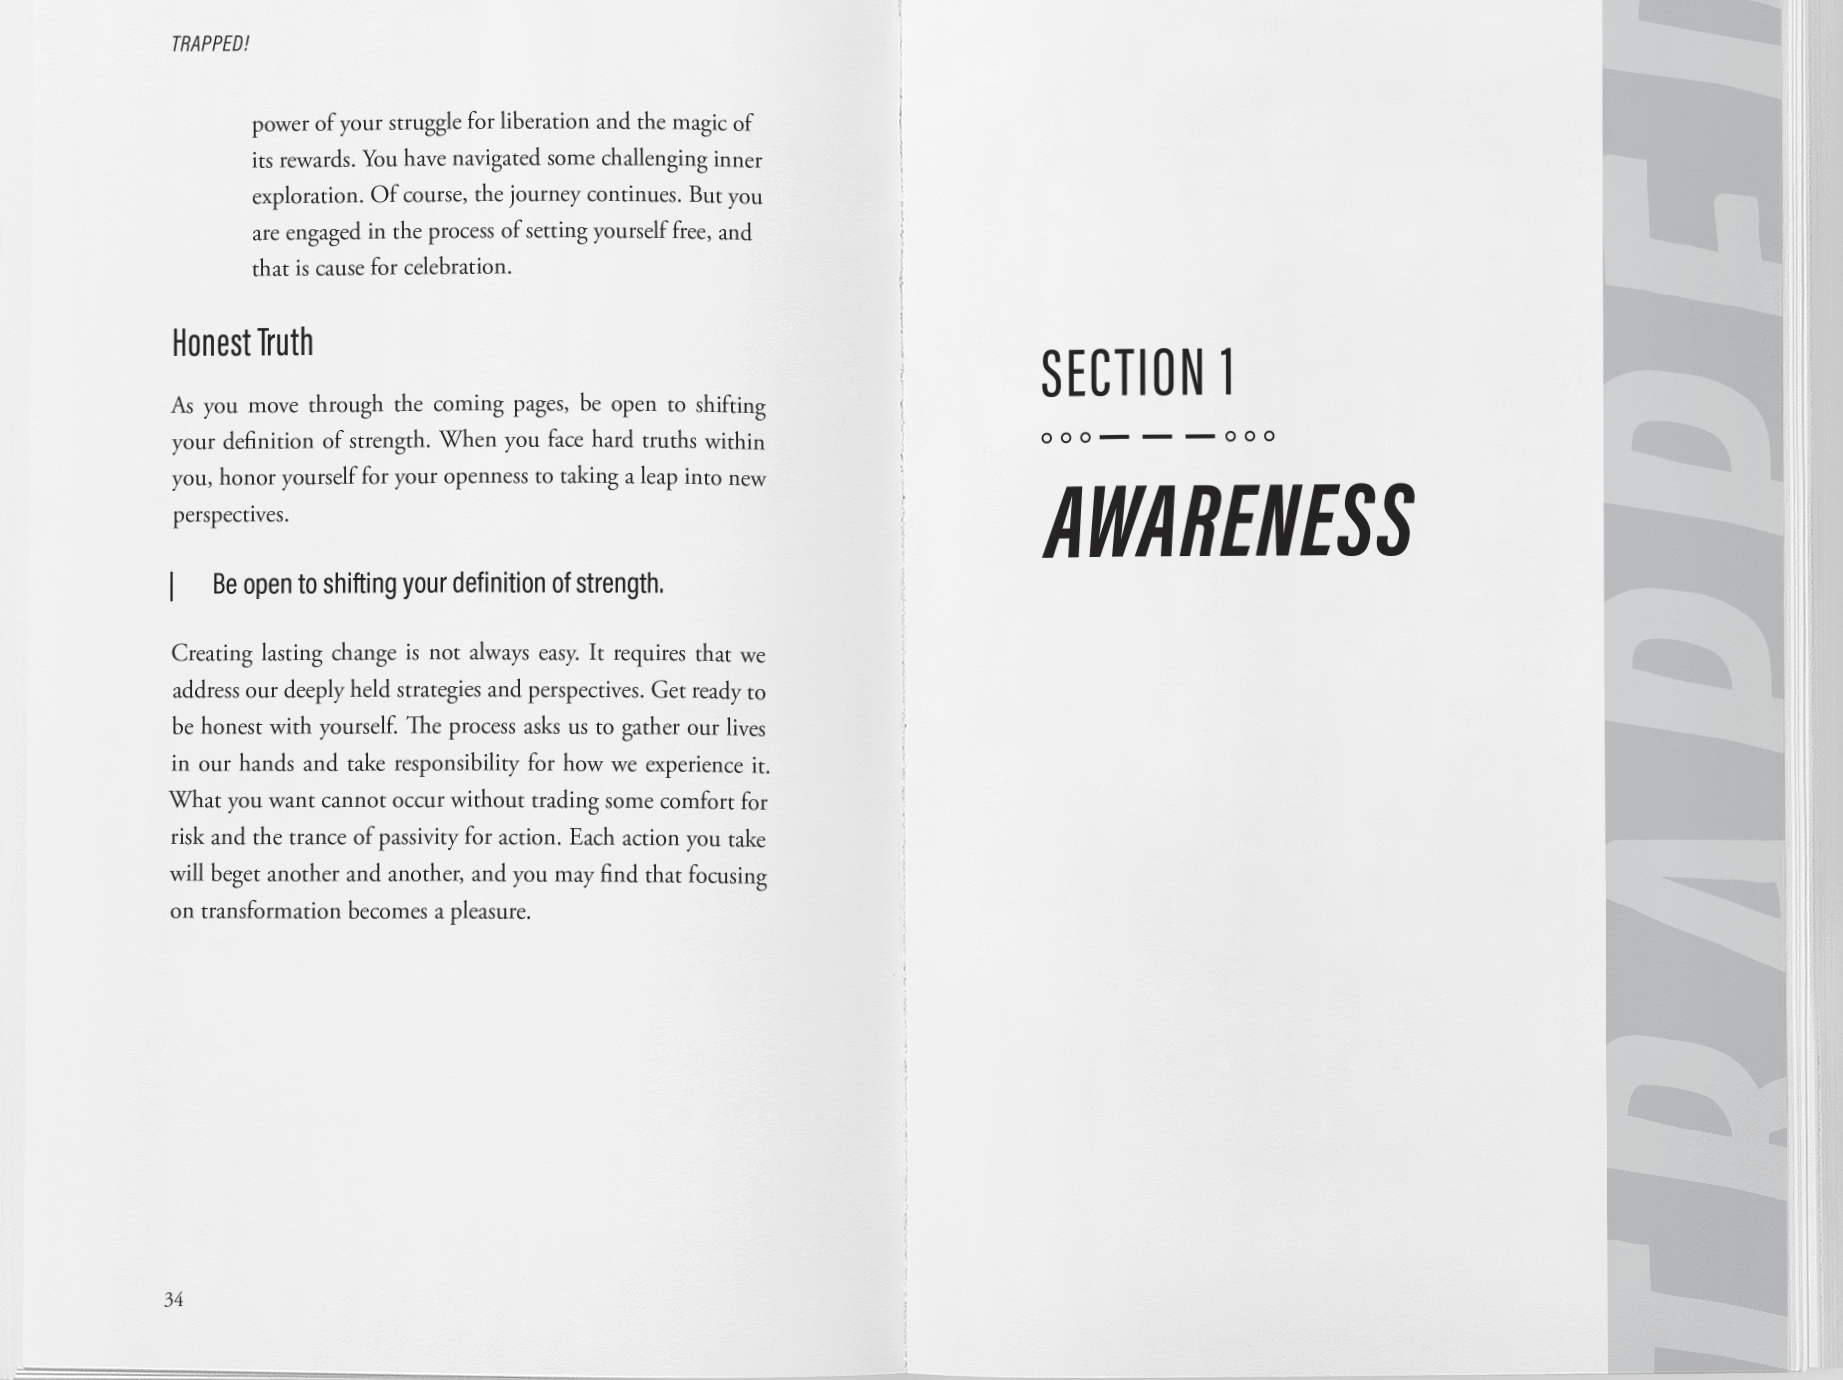 TRAPPED!
power of your struggle for liberation and the magic of
its rewards. You have navigated some challenging inner
exploration. Of course, the journey continues. But you
are engaged in the process of setting yourself free, and
that is cause for celebration.
Honest Truth
As you move through the coming pages, be open to shifting
your definition of strength. When you face hard truths within
you, honor yourself for your openness to taking a leap into new
perspectives.
Be open to shifting your definition of strength.
Creating lasting change is not always easy. It requires that we
address our deeply held strategies and perspectives. Get ready to
be honest with yourself. The process asks us to gather our lives
in our hands and take responsibility for how we experience it.
What you want cannot occur without trading some comfort for
risk and the trance of passivity for action. Each action you take
will beget another and another, and you may find that focusing
on transformation becomes a pleasure.
34
SECTION 1
AWARENESS